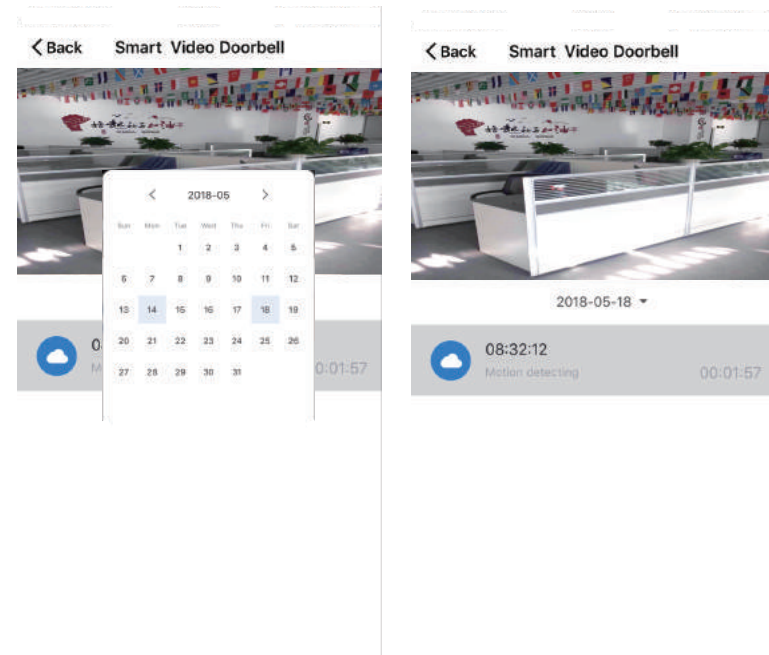 Back Smart Video Doorbell
2018-05
Sun Mon Tue Wed Thu Fri Sat
1 2 3 4 5
6 7 8 9 10 11 12
13 14 15 16 17 18 19
20 21 22 23 24 25 26
27 28 29 30 31
0:01:57
Back Smart Video Doorbell
2018-05-18
08:32:12
Motion detecting 00:01:57